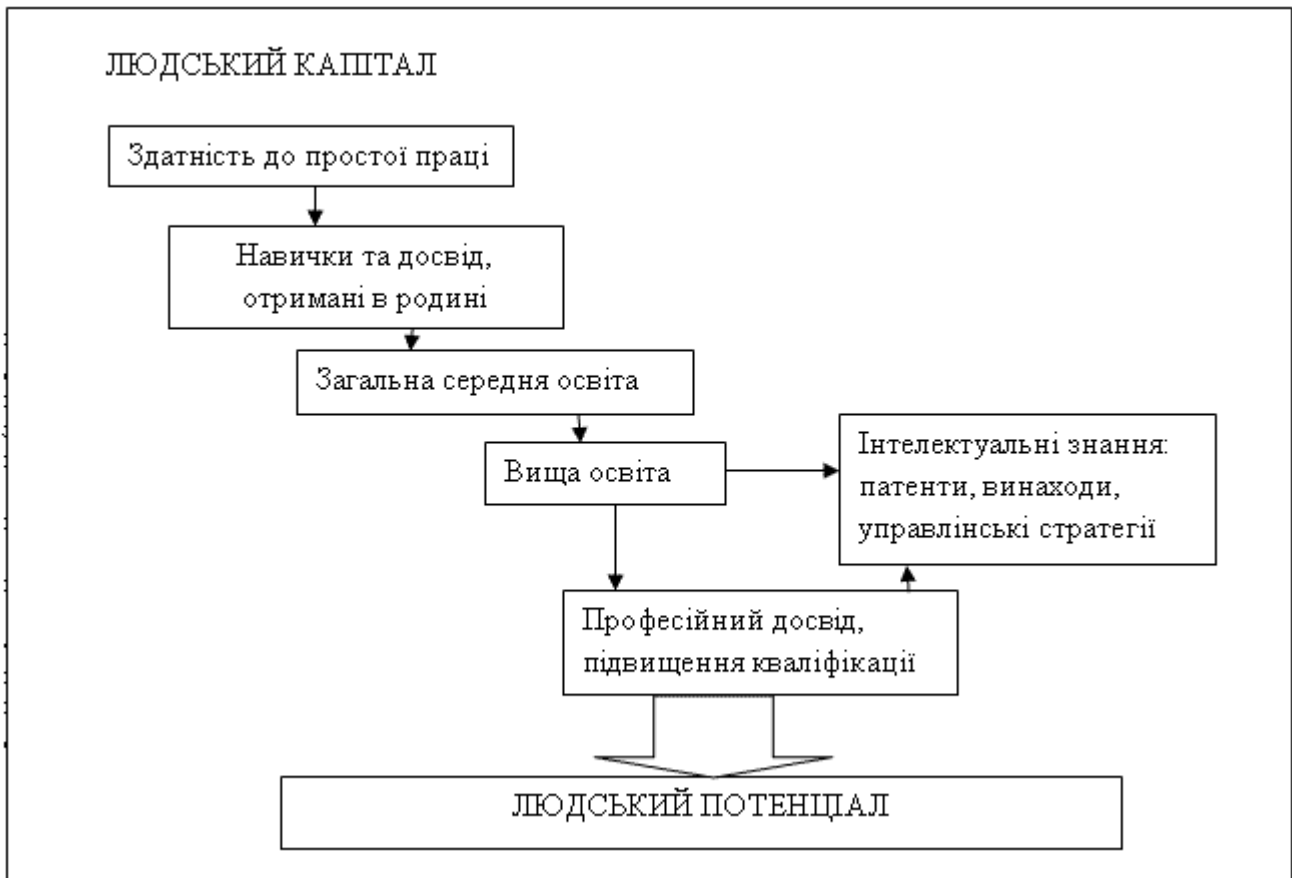 ЛЮДСЬКИЙ КАПІТАЛ
Здатність до простої праці
Навички та досвід,
отримані в родині
Загальна середня освіта
Вища освіта
Інтелектуальні знання:
патенти, винаходи,
управлінські стратегії
Професійний досвід,
підвищення кваліфікації
ЛЮДСЬКИЙ ПОТЕНЦІАЛ